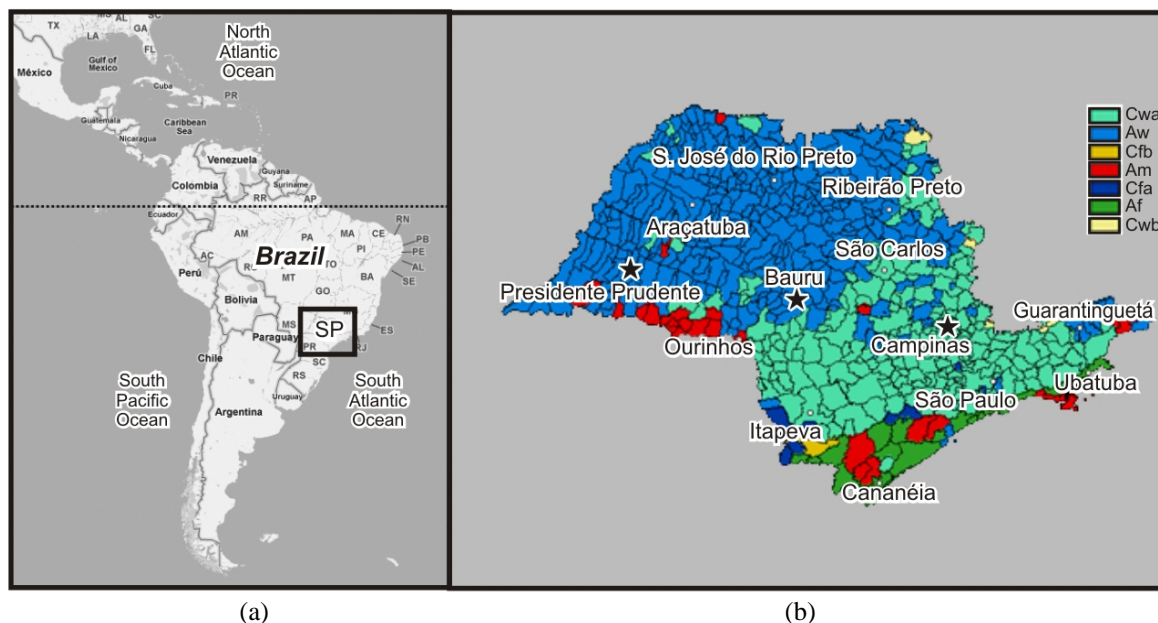 TX
LA
MS
AL
GA
SC
FL
North
Atlantic
Ocean
Gulf of
Mexico
México
Cuba
PR
Guatemala
Caribbean
Sea
Nicaragua
Venezuela
Guyana
Suriname
Colombia
RR
AP
Ecuador
AM
PA
MA
CE
RN
PB
PE
AL
SE
PI
AC
Brazil
TO
BA
Perú
MT
GO
Bolivia
MS
SP
ES
RJ
Paraguay
PR
SC
Chile
RS
Uruguay
Argentina
South
Pacific
Ocean
South
Atlantic
Ocean
(a)
Cwa
Aw
Cfb
Am
Cfa
Af
Cwb
S. José do Rio Preto
Ribeirão Preto
Araçatuba
São Carlos
Bauru
Presidente Prudente
Guarantinguetá
Ourinhos
Campinas
Ubatuba
São Paulo
Itapeva
Cananéia
(b)